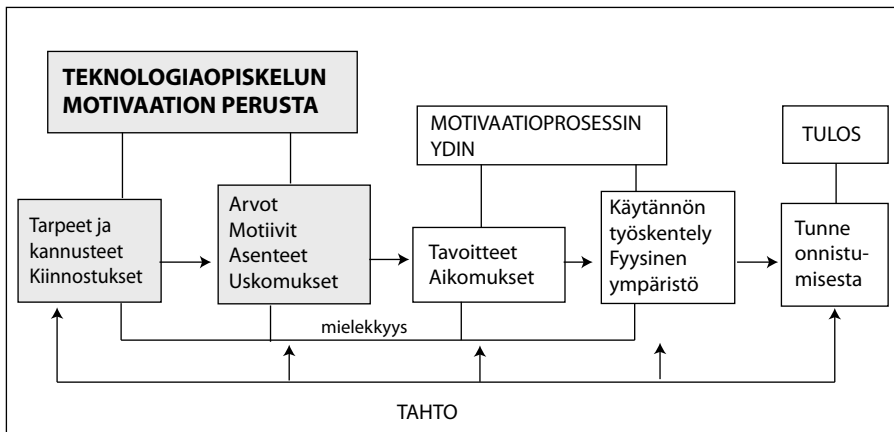 TEKNOLOGIAOPISKELUN
MOTIVAATION PERUSTA
MOTIVAATIOPROSESSIN
YDIN
TULOS
Tarpeet ja
kannusteet
Kiinnostukset
Arvot
Motiivit
Asenteet
Uskomukset
Tavoitteet
Aikomukset
Käytännön
työskentely
Fyysinen
ympäristö
Tunne
onnistu-
misesta
mielekkyys
TAHTO